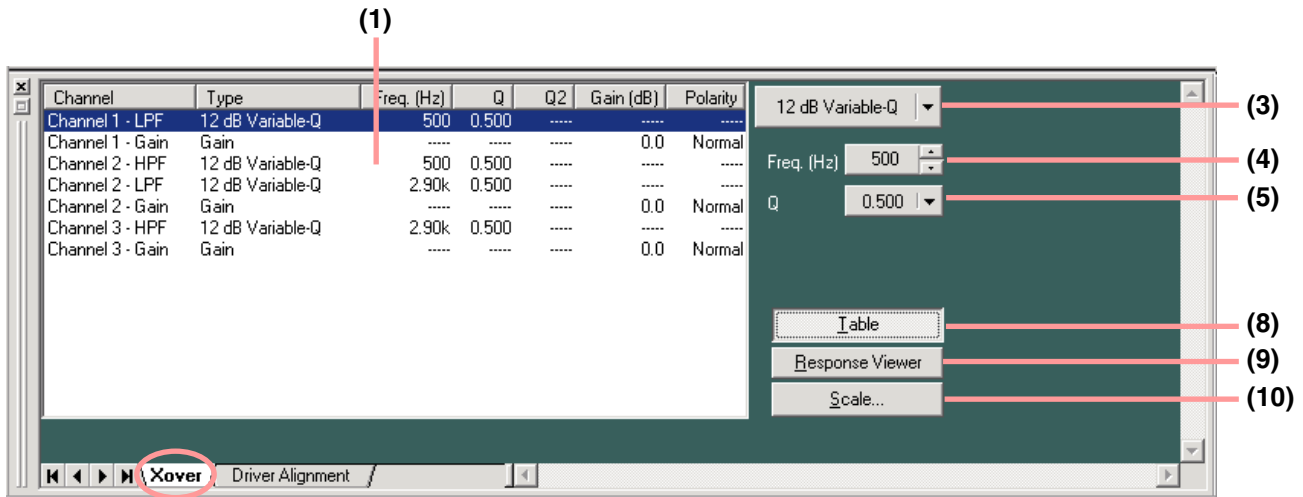 (1)
Channel Type Freq. (Hz) Q Q2 Gain (dB) Polarity
Channel 1 - LPF 12 dB Variable-Q 500 0.500 ----- ----- -----
Channel 1 - Gain Gain ----- ----- ----- 0.0 Normal
Channel 2 - HPF 12 dB Variable-Q 500 0.500 ----- ----- -----
Channel 2 - LPF 12 dB Variable-Q 2.90k 0.500 ----- ----- -----
Channel 2 - Gain Gain ----- ----- ----- 0.0 Normal
Channel 3 - HPF 12 dB Variable-Q 2.90k 0.500 ----- ----- -----
Channel 3 - Gain Gain ----- ----- ----- 0.0 Normal
12 dB Variable-Q (3)
Freq. (Hz) 500 (4)
Q 0.500 (5)
Table (8)
Response Viewer (9)
Scale... (10)
Xover Driver Alignment